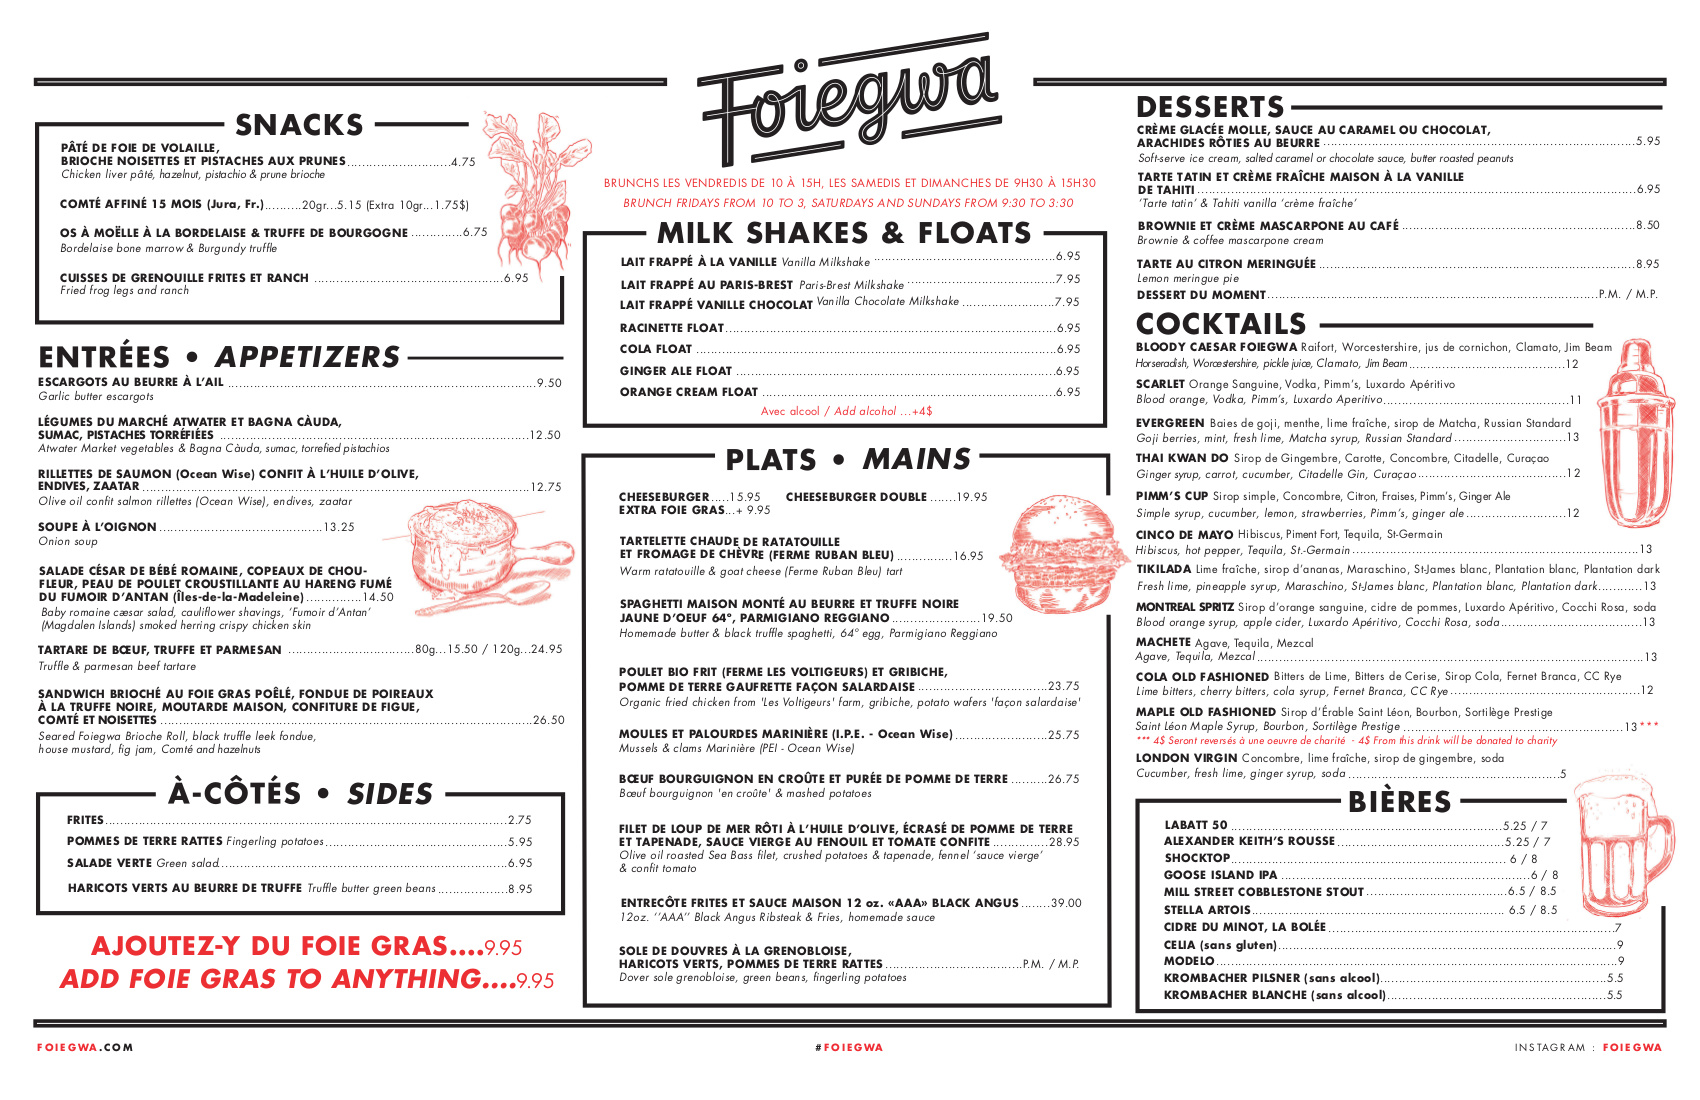 Foiegwa
BRUNCHS LES VENDREDIS DE 10 À 15H, LES SAMEDIS ET DIMANCHES DE 9H30 À 15H30
BRUNCH FRIDAYS FROM 10 TO 3, SATURDAYS AND SUNDAYS FROM 9:30 TO 3:30
SNACKS
PÂTÉ DE FOIE DE VOLAILLE,
BRIOCHE NOISETTES ET PISTACHES AUX PRUNES...........................4.75
Chicken liver pâté, hazelnut, pistachio & prune brioche
COMTÉ AFFINÉ 15 MOIS (Jura, Fr.).........20gr...5.15 (Extra 10gr...1.75$)
OS À MOËLLE À LA BORDELAISE & TRUFFE DE BOURGOGNE .............6.75
Bordelaise bone marrow & Burgundy truffle
CUISSES DE GRENOUILLE FRITES ET RANCH ................................................6.95
Fried frog legs and ranch
ENTRÉES • APPETIZERS
ESCARGOTS AU BEURRE À L'AIL ................................................................................9.50
Garlic butter escargots
LÉGUMES DU MARCHÉ ATWATER ET BAGNA CÀUDA,
SUMAC, PISTACHES TORRÉFIÉES ................................................................................12.50
Atwater Market vegetables & Bagna Càuda, sumac, torrefied pistachios
RILLETTES DE SAUMON (Ocean Wise) CONFIT À L'HUILE D'OLIVE,
ENDIVES, ZAATAR ....................................................................................................12.75
Olive oil confit salmon rillettes (Ocean Wise), endives, zaatar
SOUPE À L'OIGNON ..........................................13.25
Onion soup
SALADE CÉSAR DE BÉBÉ ROMAINE, COPEAUX DE CHOU-
FLEUR, PEAU DE POULET CROUSTILLANTE AU HARENG FUMÉ
DU FUMOIR D'ANTAN (Îles-de-la-Madeleine) ..............14.50
Baby romaine cæsar salad, cauliflower shavings, 'Fumoir d'Antan'
(Magdalen Islands) smoked herring crispy chicken skin
TARTARE DE BŒUF, TRUFFE ET PARMESAN ................................80g...15.50 / 120g...24.95
Truffle & parmesan beef tartare
SANDWICH BRIOCHÉ AU FOIE GRAS POÊLÉ, FONDUE DE POIREAUX
À LA TRUFFE NOIRE, MOUTARDE MAISON, CONFITURE DE FIGUE,
COMTÉ ET NOISETTES ................................................................................................26.50
Seared Foiegwa Brioche Roll, black truffle leek fondue,
house mustard, fig jam, Comté and hazelnuts
À-CÔTÉS • SIDES
FRITES..............................................................................................................2.75
POMMES DE TERRE RATTES Fingerling potatoes...............................................5.95
SALADE VERTE Green salad..........................................................................6.95
HARICOTS VERTS AU BEURRE DE TRUFFE Truffle butter green beans ..................8.95
AJOUTEZ-Y DU FOIE GRAS....9.95
ADD FOIE GRAS TO ANYTHING....9.95
MILK SHAKES & FLOATS
LAIT FRAPPÉ À LA VANILLE Vanilla Milkshake ...............................................6.95
LAIT FRAPPÉ AU PARIS-BREST Paris-Brest Milkshake ......................................7.95
LAIT FRAPPÉ VANILLE CHOCOLAT Vanilla Chocolate Milkshake ........................7.95
RACINETTE FLOAT.....................................................................................6.95
COLA FLOAT .............................................................................................6.95
GINGER ALE FLOAT ..................................................................................6.95
ORANGE CREAM FLOAT ...........................................................................6.95
Avec alcool / Add alcohol ...+4$
PLATS • MAINS
CHEESEBURGER.....15.95 CHEESEBURGER DOUBLE .......19.95
EXTRA FOIE GRAS...+ 9.95
TARTELETTE CHAUDE DE RATATOUILLE
ET FROMAGE DE CHÈVRE (FERME RUBAN BLEU) ...............16.95
Warm ratatouille & goat cheese (Ferme Ruban Bleu) tart
SPAGHETTI MAISON MONTÉ AU BEURRE ET TRUFFE NOIRE
JAUNE D'OEUF 64°, PARMIGIANO REGGIANO .......................19.50
Homemade butter & black truffle spaghetti, 64° egg, Parmigiano Reggiano
POULET BIO FRIT (FERME LES VOLTIGEURS) ET GRIBICHE,
POMME DE TERRE GAUFRETTE FAÇON SALARDAISE ..................................23.75
Organic fried chicken from 'Les Voltigeurs' farm, gribiche, potato wafers 'façon salardaise'
MOULES ET PALOURDES MARINIÈRE (I.P.E. - Ocean Wise)........................25.75
Mussels & clams Marinière (PEI - Ocean Wise)
BŒUF BOURGUIGNON EN CROÛTE ET PURÉE DE POMME DE TERRE .........26.75
Bœuf bourguignon 'en croûte' & mashed potatoes
FILET DE LOUP DE MER RÔTI À L'HUILE D'OLIVE, ÉCRASÉ DE POMME DE TERRE
ET TAPENADE, SAUCE VIERGE AU FENOUIL ET TOMATE CONFITE ............. 28.95
Olive oil roasted Sea Bass filet, crushed potatoes & tapenade, fennel 'sauce vierge'
& confit tomato
ENTRECÔTE FRITES ET SAUCE MAISON 12 oz. «AAA» BLACK ANGUS ........39.00
12oz. ''AAA'' Black Angus Ribsteak & Fries, homemade sauce
SOLE DE DOUVRES À LA GRENOBLOISE,
HARICOTS VERTS, POMMES DE TERRE RATTES ...................................P.M. / M.P.
Dover sole grenobloise, green beans, fingerling potatoes
DESSERTS
CRÈME GLACÉE MOLLE, SAUCE AU CARAMEL OU CHOCOLAT,
ARACHIDES RÔTIES AU BEURRE ................................................................................5.95
Soft-serve ice cream, salted caramel or chocolate sauce, butter roasted peanuts
TARTE TATIN ET CRÈME FRAÎCHE MAISON À LA VANILLE
DE TAHITI ..................................................................................................................6.95
'Tarte tatin' & Tahiti vanilla 'crème fraîche'
BROWNIE ET CRÈME MASCARPONE AU CAFÉ ............................................................8.50
Brownie & coffee mascarpone cream
TARTE AU CITRON MERINGUÉE .................................................................................8.95
Lemon meringue pie
DESSERT DU MOMENT.....................................................................................P.M. / M.P.
COCKTAILS
BLOODY CAESAR FOIEGWA Raifort, Worcestershire, jus de cornichon, Clamato, Jim Beam
Horseradish, Worcestershire, pickle juice, Clamato, Jim Beam........................................12
SCARLET Orange Sanguine, Vodka, Pimm's, Luxardo Apéritivo
Blood orange, Vodka, Pimm's, Luxardo Aperitivo................................................11
EVERGREEN Baies de goji, menthe, lime fraîche, sirop de Matcha, Russian Standard
Goji berries, mint, fresh lime, Matcha syrup, Russian Standard .............................13
THAI KWAN DO Sirop de Gingembre, Carotte, Concombre, Citadelle, Curaçao
Ginger syrup, carrot, cucumber, Citadelle Gin, Curaçao......................................12
PIMM'S CUP Sirop simple, Concombre, Citron, Fraises, Pimm's, Ginger Ale
Simple syrup, cucumber, lemon, strawberries, Pimm's, ginger ale ..........................12
CINCO DE MAYO Hibiscus, Piment Fort, Tequila, St-Germain
Hibiscus, hot pepper, Tequila, St.-Germain .........................................................................13
TIKILADA Lime fraîche, sirop d'ananas, Maraschino, St-James blanc, Plantation blanc, Plantation dark
Fresh lime, pineapple syrup, Maraschino, St-James blanc, Plantation blanc, Plantation dark............13
MONTREAL SPRITZ Sirop d'orange sanguine, cidre de pommes, Luxardo Apéritivo, Cocchi Rosa, soda
Blood orange syrup, apple cider, Luxardo Apéritivo, Cocchi Rosa, soda....................................13
MACHETE Agave, Tequila, Mezcal
Agave, Tequila, Mezcal ...................................................................................................13
COLA OLD FASHIONED Bitters de Lime, Bitters de Cerise, Sirop Cola, Fernet Branca, CC Rye
Lime bitters, cherry bitters, cola syrup, Fernet Branca, CC Rye ................................................12
MAPLE OLD FASHIONED Sirop d'Érable Saint Léon, Bourbon, Sortilège Prestige
Saint Léon Maple Syrup, Bourbon, Sortilège Prestige .........................................................13***
*** 4$ Seront reversés à une oeuvre de charité - 4$ From this drink will be donated to charity
LONDON VIRGIN Concombre, lime fraîche, sirop de gingembre, soda
Cucumber, fresh lime, ginger syrup, soda ......................................................5
BIÈRES
LABATT 50 ......................................................................5.25 / 7
ALEXANDER KEITH'S ROUSSE ...........................................5.25 / 7
SHOCKTOP....................................................................... 6 / 8
GOOSE ISLAND IPA ................................................................6 / 8
MILL STREET COBBLESTONE STOUT ....................................6.5 / 8.5
STELLA ARTOIS................................................................. 6.5 / 8.5
CIDRE DU MINOT, LA BOLÉE ..........................................................................7
CELIA (sans gluten).......................................................................................9
MODELO.......................................................................................................9
KROMBACHER PILSNER (sans alcool)..........................................................5.5
KROMBACHER BLANCHE (sans alcool)........................................................5.5
FOIEGWA.COM
#FOIEGWA
INSTAGRAM : FOIEGWA